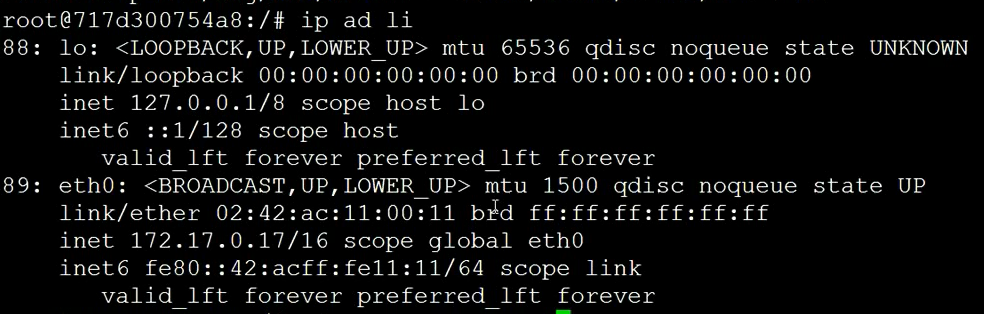 root@717d300754a8:/# ip ad li
88: lo: <LOOPBACK,UP,LOWER_UP> mtu 65536 qdisc noqueue state UNKNOWN
    link/loopback 00:00:00:00:00:00 brd 00:00:00:00:00:00
    inet 127.0.0.1/8 scope host lo
    inet6 ::1/128 scope host
       valid_lft forever preferred_lft forever
89: eth0: <BROADCAST,UP,LOWER_UP> mtu 1500 qdisc noqueue state UP
    link/ether 02:42:ac:11:00:11 brd ff:ff:ff:ff:ff:ff
    inet 172.17.0.17/16 scope global eth0
    inet6 fe80::42:acff:fe11:11/64 scope link
       valid_lft forever preferred_lft forever